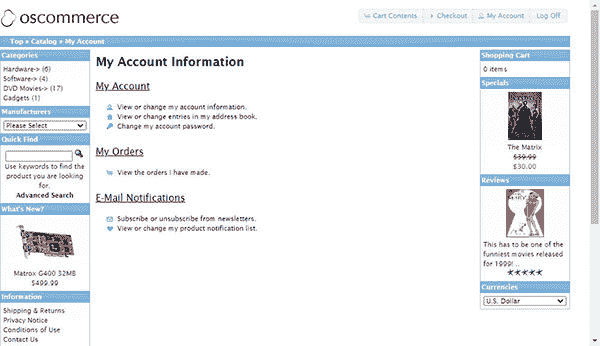 oscommerce
Cart Contents
Checkout
My Account
Log Off
Top » Catalog » My Account
Categories
Hardware-> (6)
Software-> (4)
DVD Movies-> (17)
Gadgets (1)
Manufacturers
Please Select
Quick Find
Use keywords to find the
product you are looking
for.
Advanced Search
What's New?
Matrox G400 32MB
$499.99
Information
Shipping & Returns
Privacy Notice
Conditions of Use
Contact Us
My Account Information
My Account
View or change my account information.
View or change entries in my address book.
Change my account password.
My Orders
View the orders I have made.
E-Mail Notifications
Subscribe or unsubscribe from newsletters.
View or change my product notification list.
Shopping Cart
0 items
Specials
The Matrix
$39.99
$30.00
Reviews
This has to be one of the
funniest movies released
for 1999! ..
Currencies
U.S. Dollar